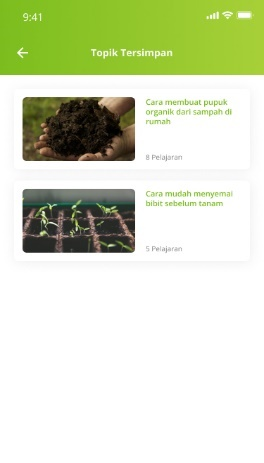 9:41
Topik Tersimpan
Cara membuat pupuk
organik dari sampah di
rumah
8 Pelajaran
Cara mudah menyemai
bibit sebelum tanam
5 Pelajaran